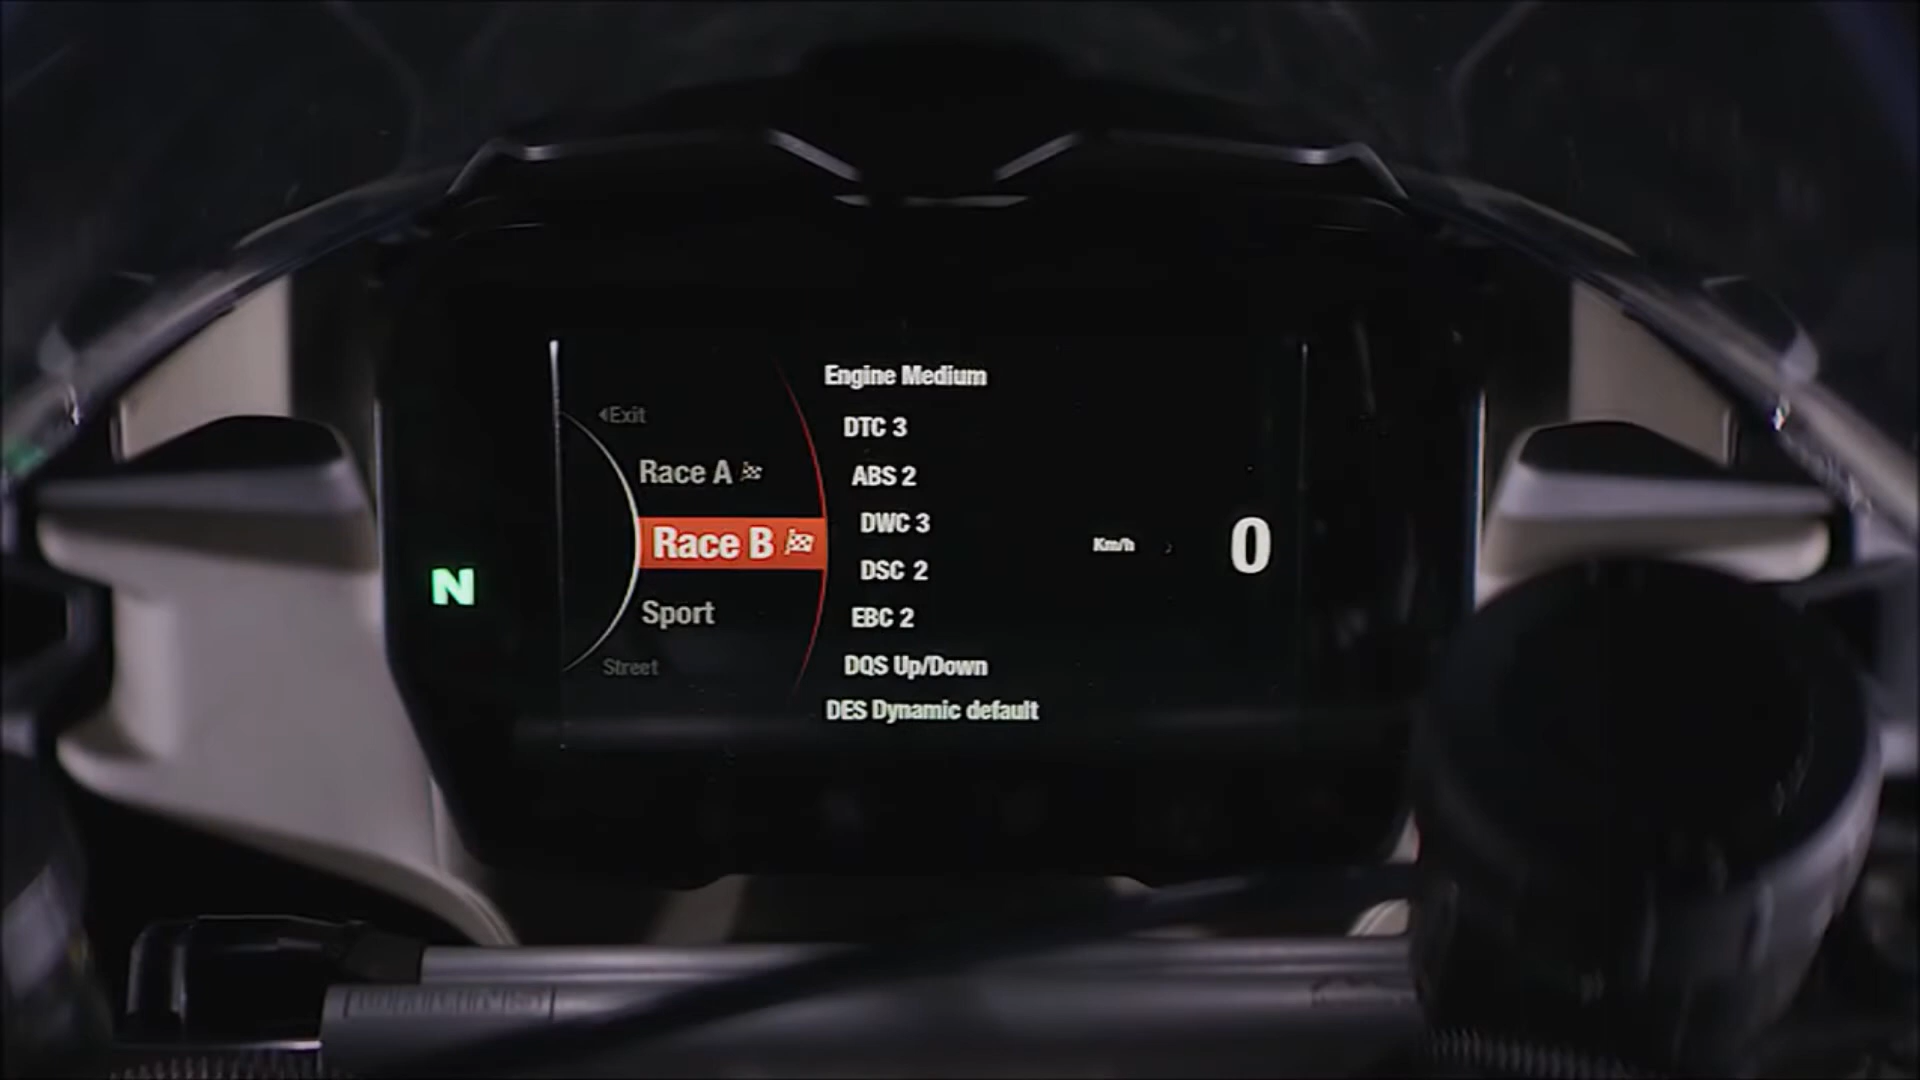 Exit
Race A
Race B
Sport
Street
Engine Medium
DTC 3
ABS 2
DWC 3
DSC 2
EBC 2
DQS Up/Down
DES Dynamic default
Km/h
0
N